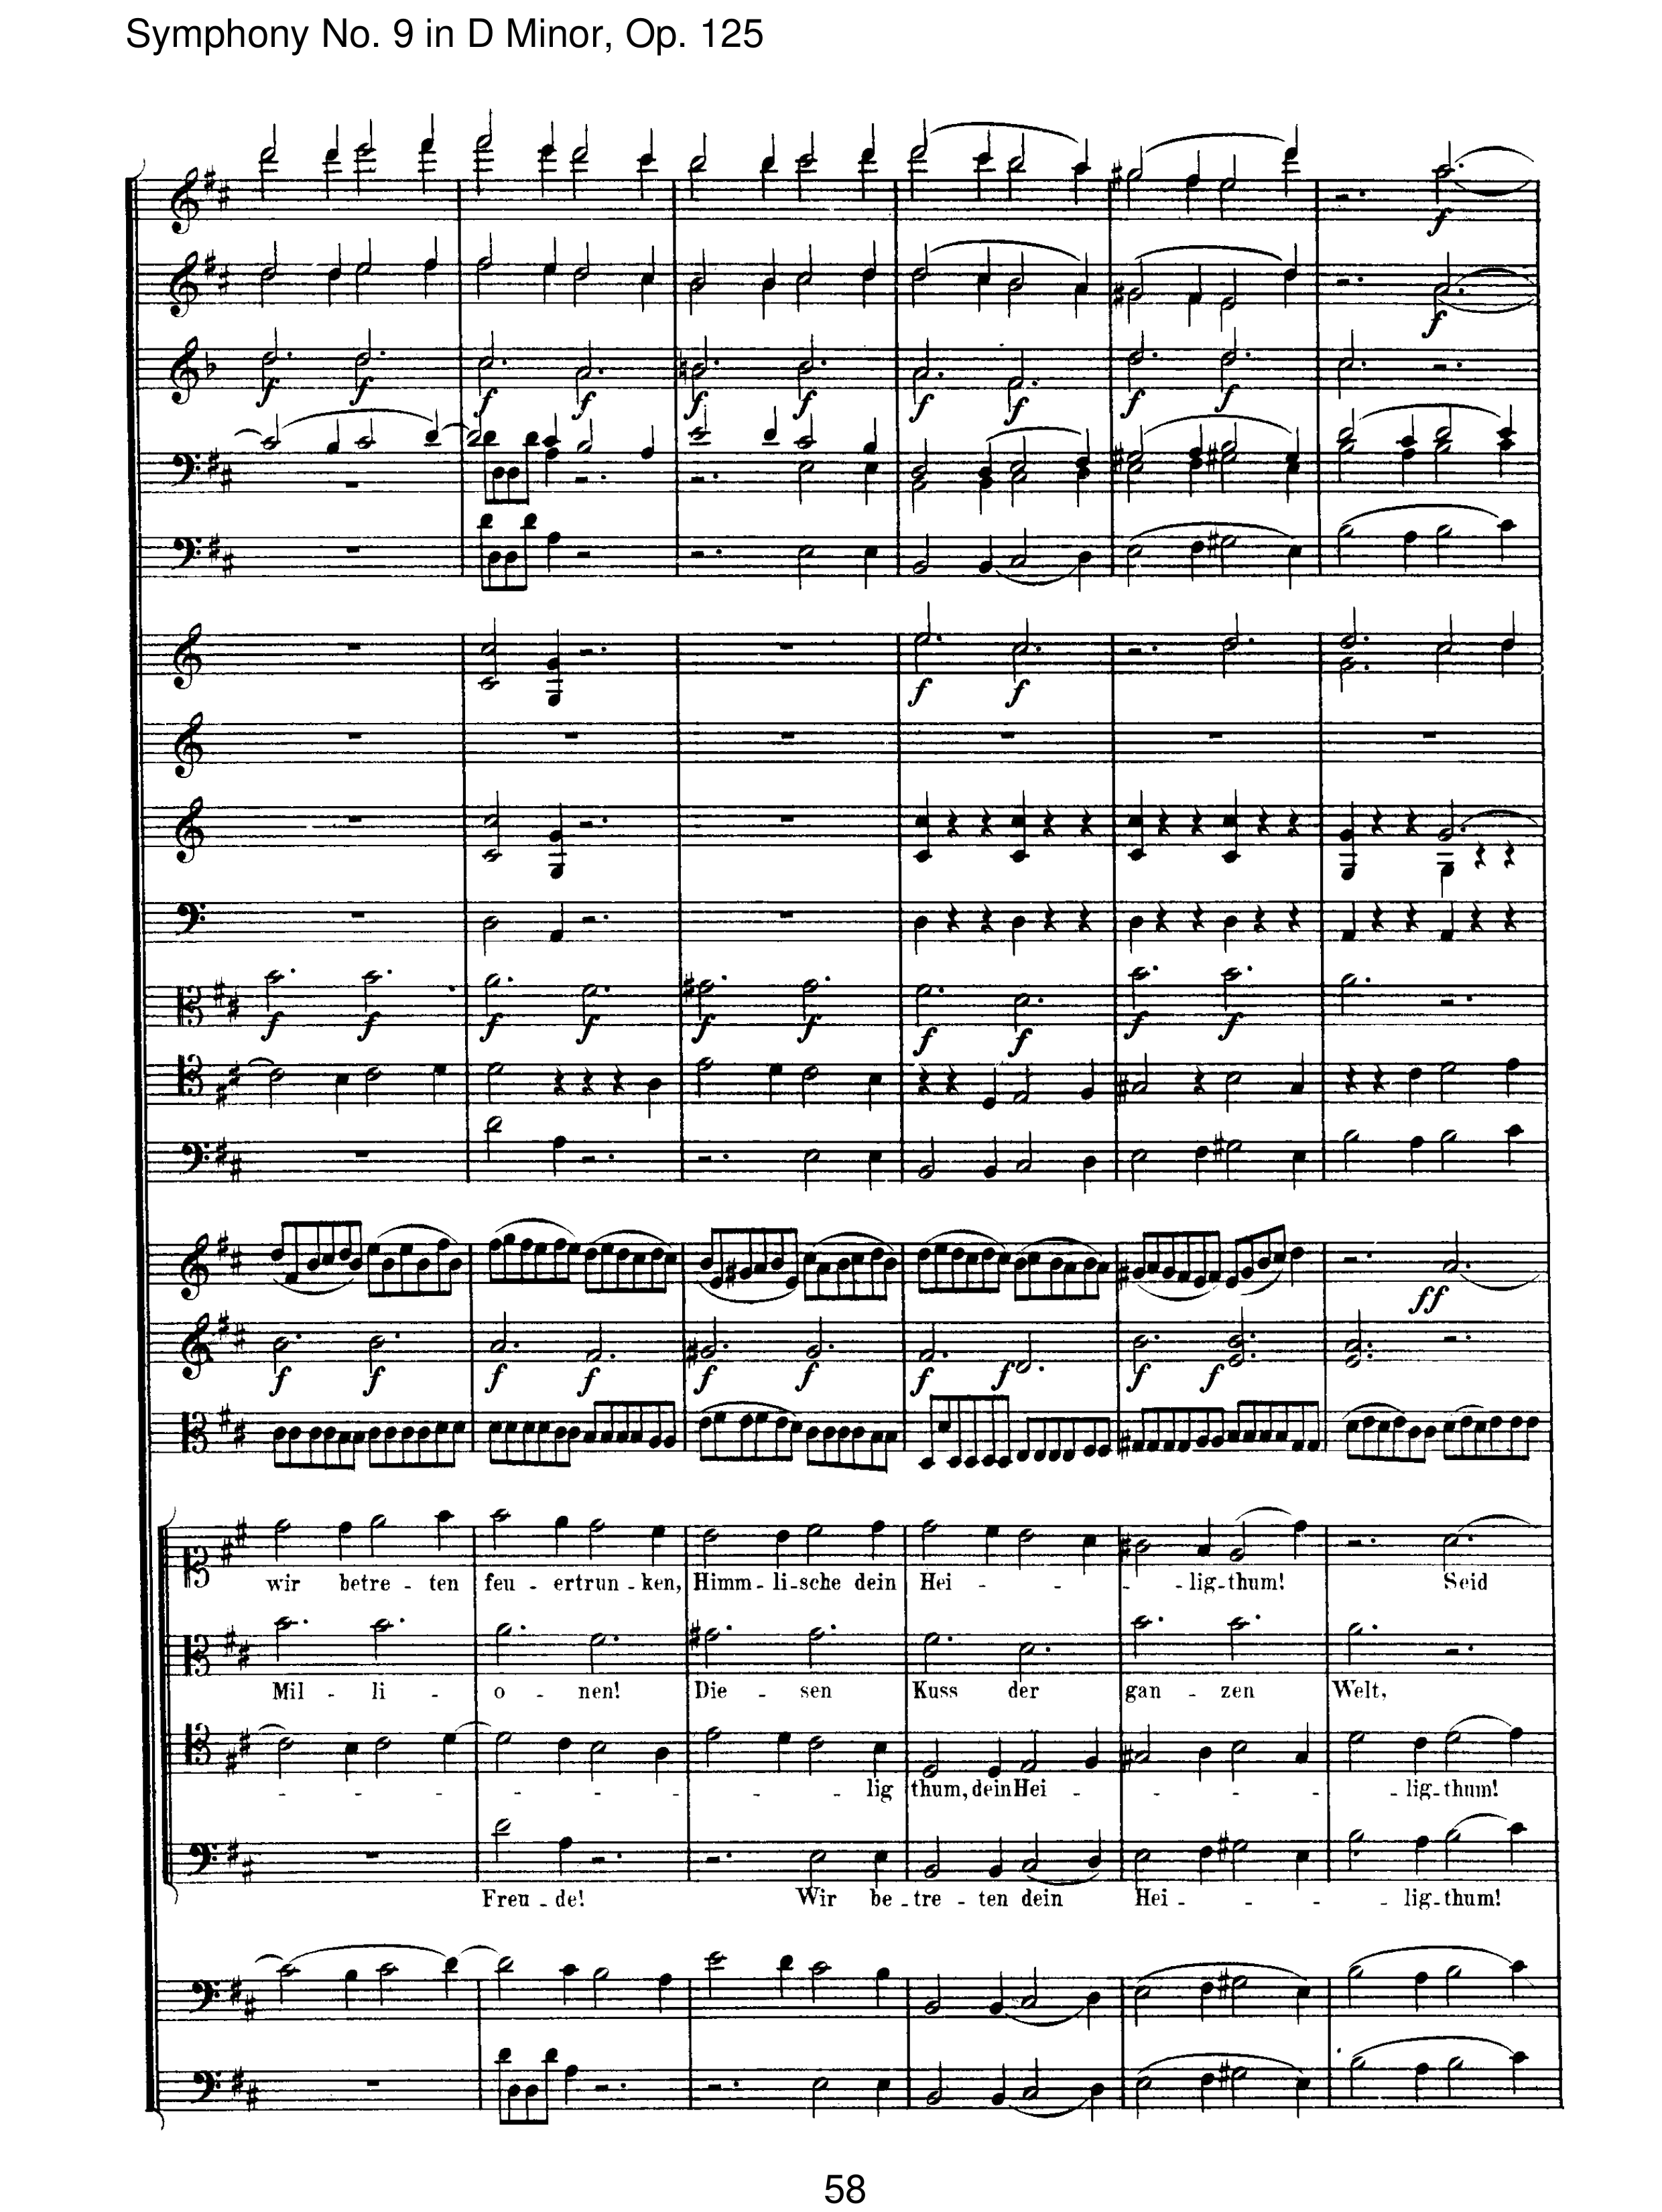 Symphony No. 9 in D Minor, Op. 125
f f f f f f f f f f
f
f
f f
f f f f f f f f f f
ff
f f f f f f f f f f
wir betre - ten feu - ertrun - ken, Himm - li - sche dein Hei - - - - - lig - thum! Seid
Mil - li - o - nen! Die - sen Kuss der gan - zen Welt,
- - - - - - - - lig thum, dein Hei - - - - - lig - thum!
Freu - de! Wir be - tre - ten dein Hei - - - - lig - thum!
58